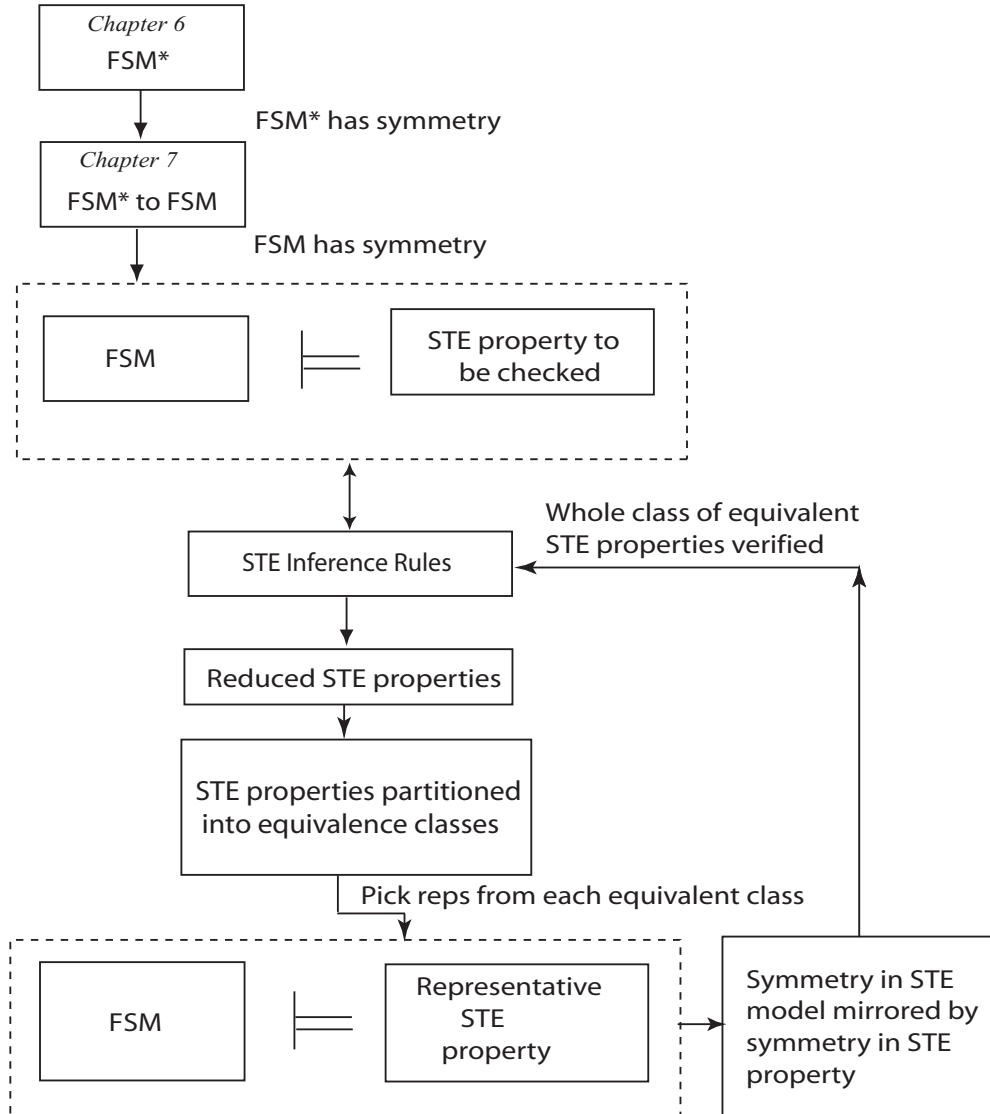 Chapter 6
FSM*
FSM* has symmetry
Chapter 7
FSM* to FSM
FSM has symmetry
FSM
STE property to
be checked
Whole class of equivalent
STE properties verified
STE Inference Rules
Reduced STE properties
STE properties partitioned
into equivalence classes
Pick reps from each equivalent class
FSM
Representative
STE
property
Symmetry in STE
model mirrored by
symmetry in STE
property